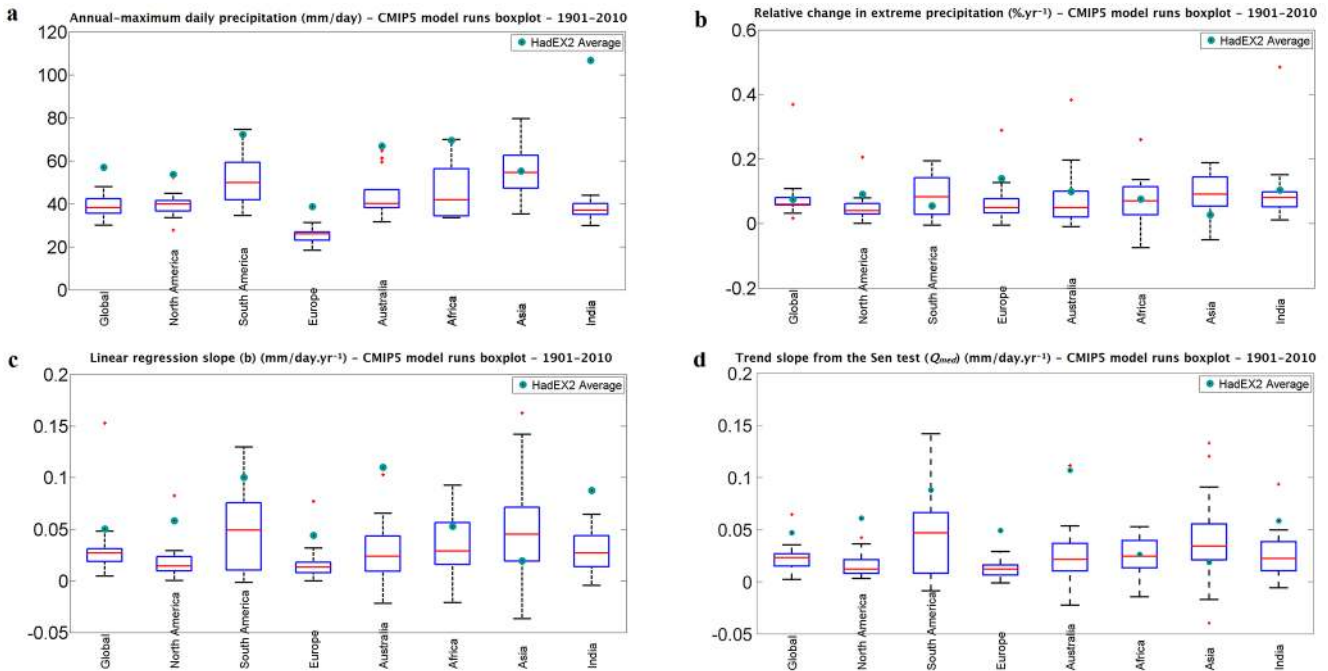 a
Annual-maximum daily precipitation (mm/day) – CMIP5 model runs boxplot – 1901-2010
HadEX2 Average
120
100
80
60
40
20
0
Global
North America
South America
Europe
Australia
Africa
Asia
India
b
Relative change in extreme precipitation (%.yr⁻¹) – CMIP5 model runs boxplot – 1901-2010
HadEX2 Average
0.6
0.4
0.2
0
-0.2
Global
North America
South America
Europe
Australia
Africa
Asia
India
c
Linear regression slope (b) (mm/day.yr⁻¹) – CMIP5 model runs boxplot – 1901-2010
HadEX2 Average
0.2
0.15
0.1
0.05
0
-0.05
Global
North America
South America
Europe
Australia
Africa
Asia
India
d
Trend slope from the Sen test (Qmed) (mm/day.yr⁻¹) – CMIP5 model runs boxplot – 1901-2010
HadEX2 Average
0.2
0.15
0.1
0.05
0
-0.05
Global
North America
South America
Europe
Australia
Africa
Asia
India